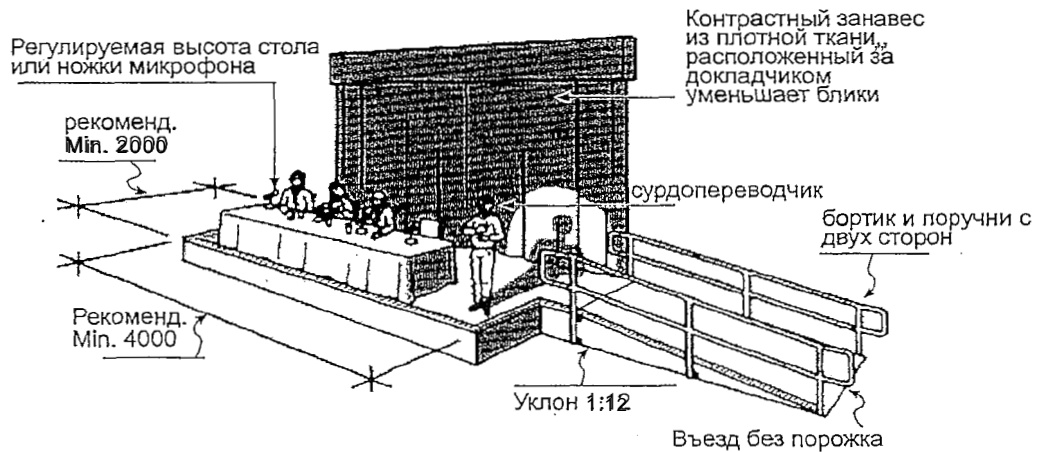 Контрастный занавес
из плотной ткани,
расположенный за
докладчиком
уменьшает блики
Регулируемая высота стола
или ножки микрофона
рекоменд.
Min. 2000
сурдопереводчик
бортик и поручни с
двух сторон
Рекоменд.
Min. 4000
Уклон 1:12
Въезд без порожка